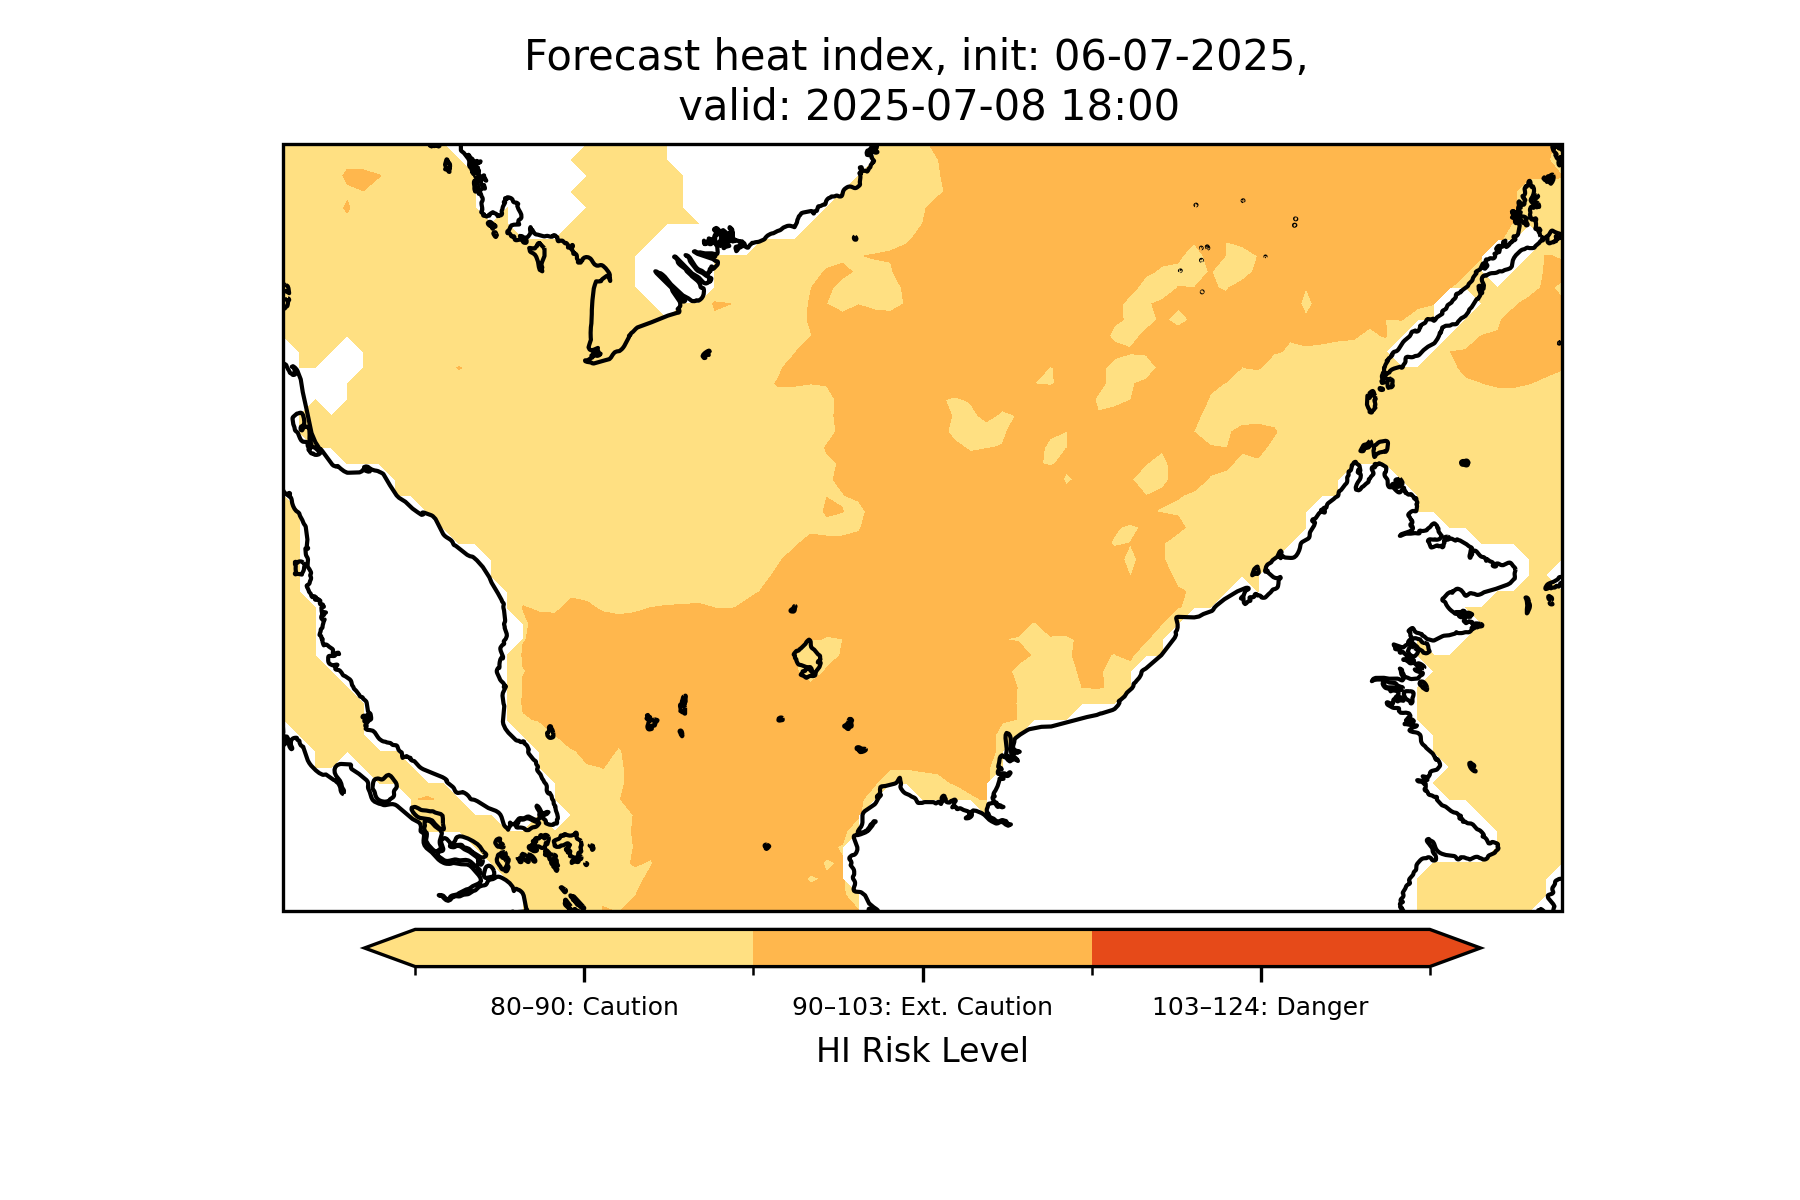 Forecast heat index, init: 06-07-2025,
valid: 2025-07-08 18:00
80–90: Caution
90–103: Ext. Caution
103–124: Danger
HI Risk Level